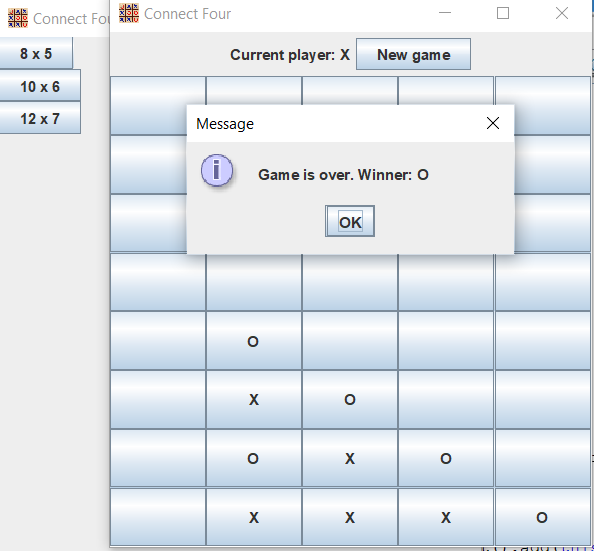 Connect Fou
Connect Four
8 x 5
10 x 6
12 x 7
Current player: X New game
Message
i
Game is over. Winner: O
OK
O
X O
O X O
X X X O